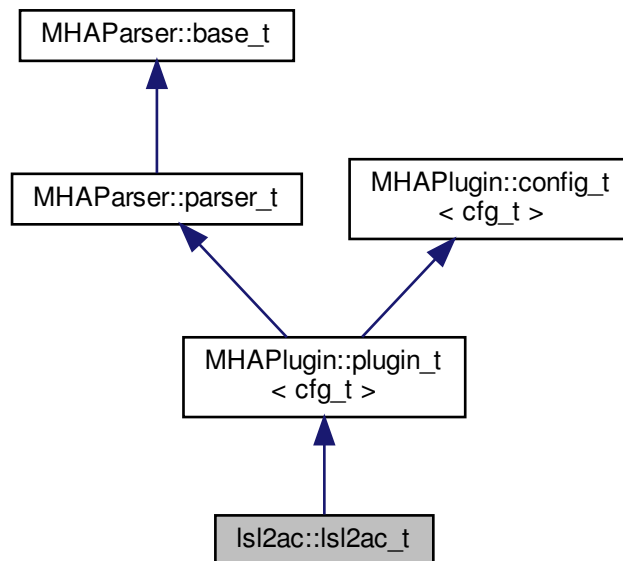 MHAParser::base_t
MHAParser::parser_t
MHAPlugin::config_t
< cfg_t >
MHAPlugin::plugin_t
< cfg_t >
lsl2ac::lsl2ac_t